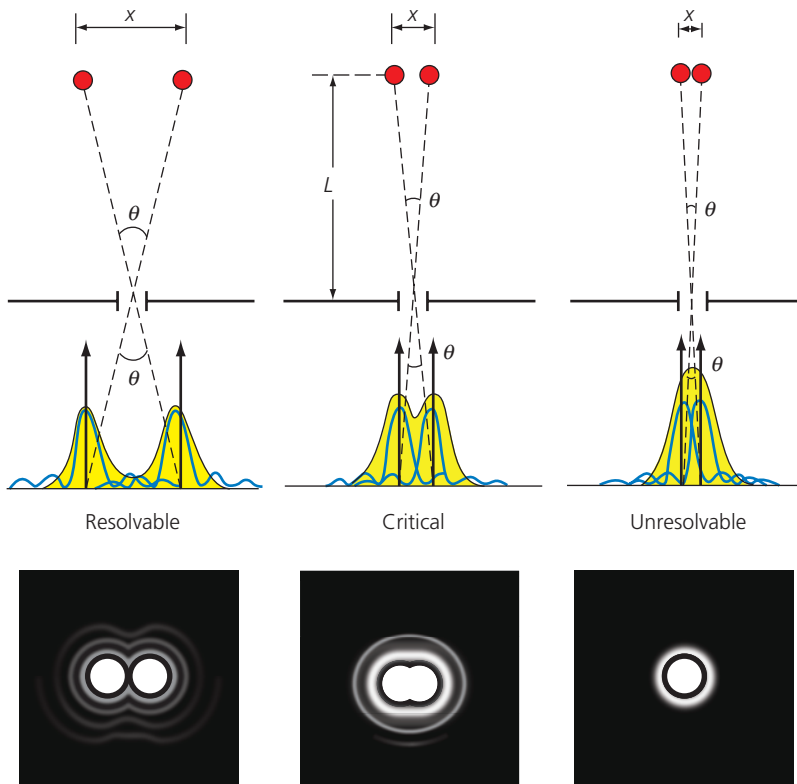 x
x
x
L
θ
θ
θ
θ
θ
θ
Resolvable
Critical
Unresolvable